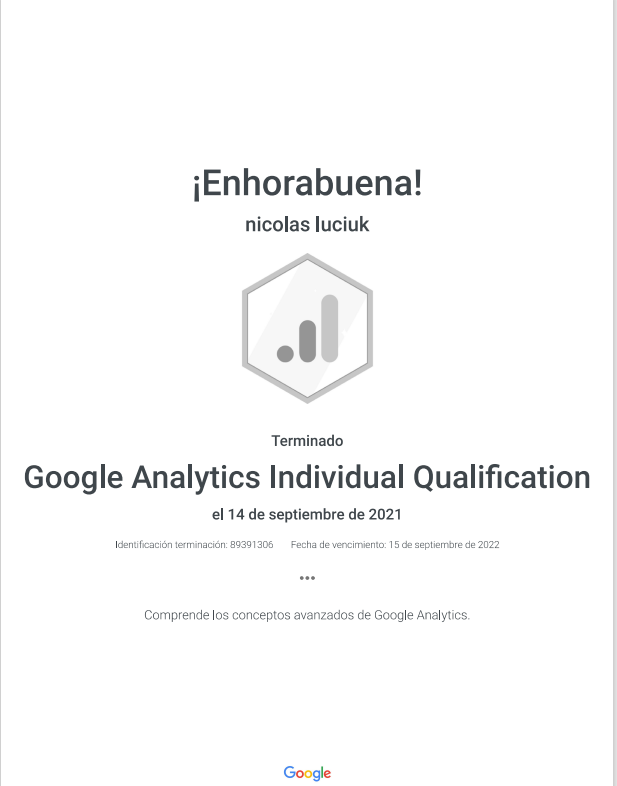 ¡Enhorabuena!
nicolas luciuk
Terminado
Google Analytics Individual Qualification
el 14 de septiembre de 2021
Identificación terminación: 89391306 Fecha de vencimiento: 15 de septiembre de 2022
•••
Comprende los conceptos avanzados de Google Analytics.
Google